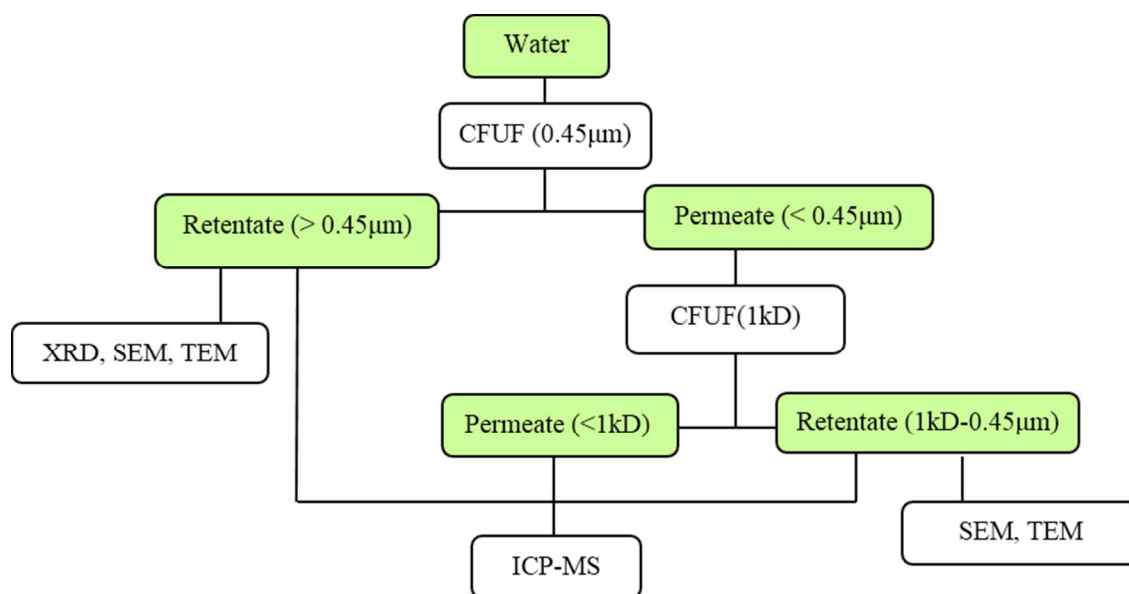 Water
CFUF (0.45μm)
Retentate (> 0.45μm)
Permeate (< 0.45μm)
CFUF(1kD)
XRD, SEM, TEM
Permeate (<1kD)
Retentate (1kD-0.45μm)
SEM, TEM
ICP-MS